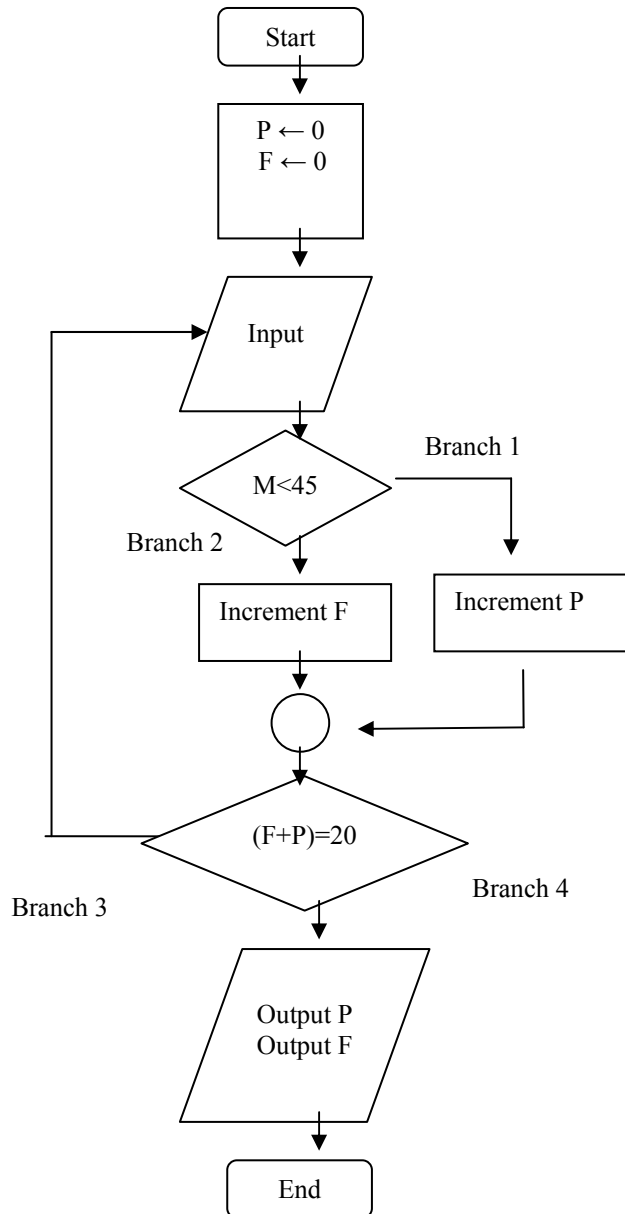 Start
P ← 0
F ← 0
Input
Branch 1
M<45
Branch 2
Increment F
Increment P
(F+P)=20
Branch 3
Branch 4
Output P
Output F
End